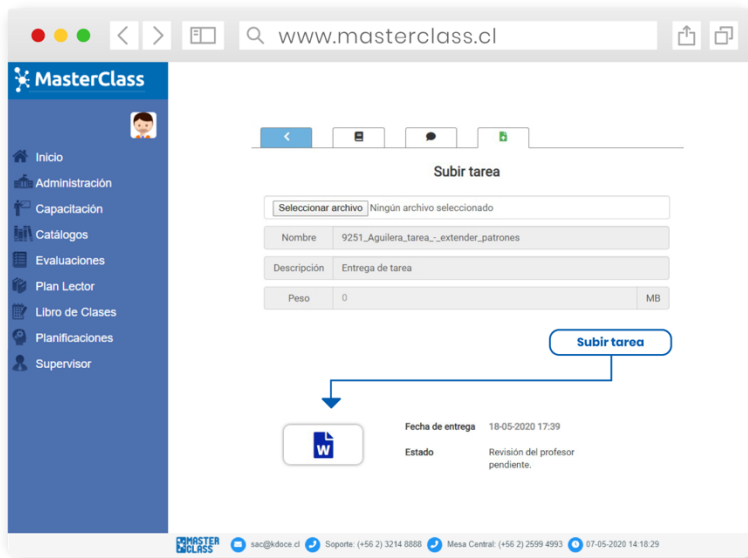 www.masterclass.cl
MasterClass
Inicio
Administración
Capacitación
Catálogos
Evaluaciones
Plan Lector
Libro de Clases
Planificaciones
Supervisor
Subir tarea
Seleccionar archivo Ningún archivo seleccionado
Nombre 9251_Aguilera_tarea_-_extender_patrones
Descripción Entrega de tarea
Peso 0 MB
Subir tarea
W
Fecha de entrega 18-05-2020 17:39
Estado Revisión del profesor
pendiente.
MASTER
CLASS
sac@kdoce.cl Soporte: (+56 2) 3214 8888 Mesa Central: (+56 2) 2599 4993 07-05-2020 14:18:29